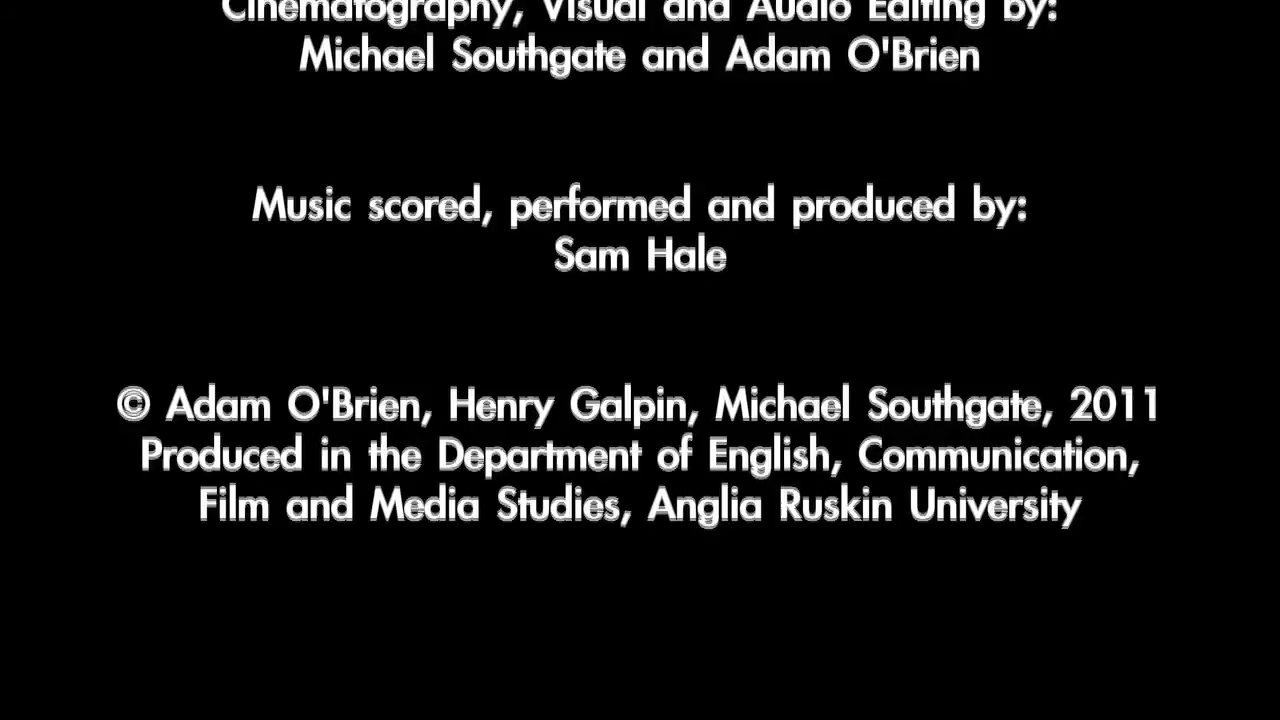 Cinematography, Visual and Audio Editing by:
Michael Southgate and Adam O'Brien
Music scored, performed and produced by:
Sam Hale
© Adam O'Brien, Henry Galpin, Michael Southgate, 2011
Produced in the Department of English, Communication,
Film and Media Studies, Anglia Ruskin University